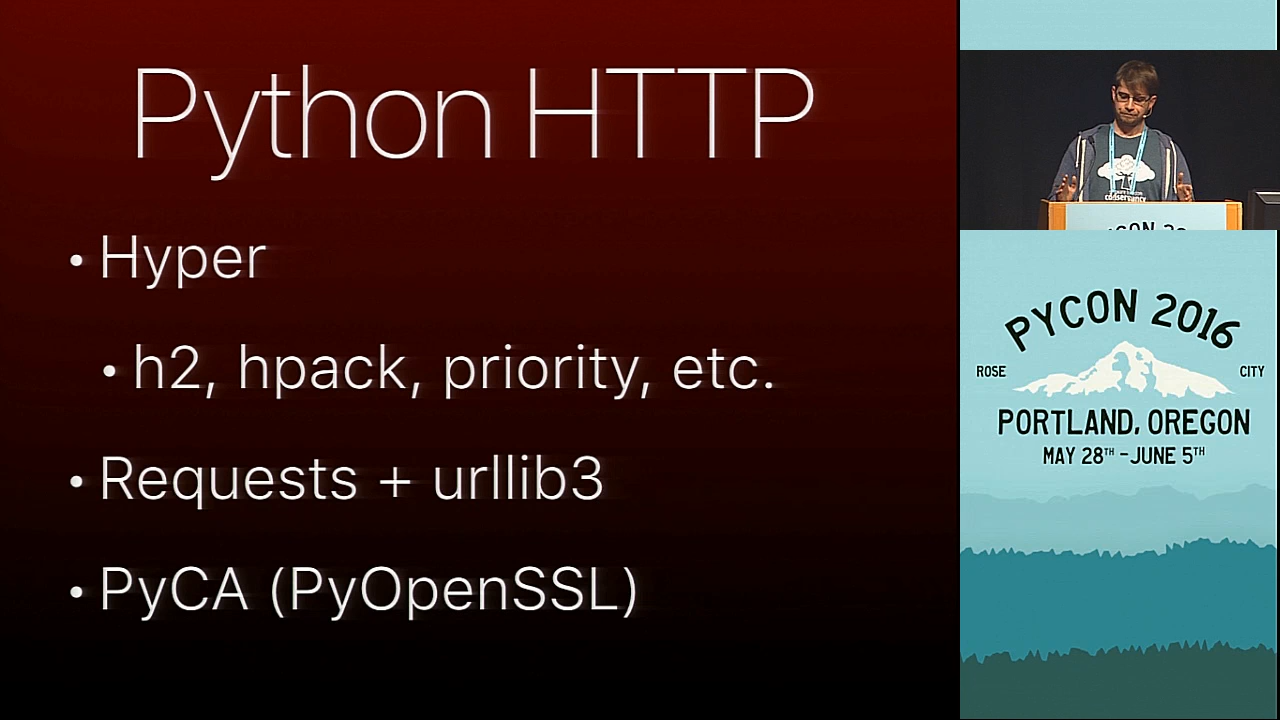 Python HTTP
• Hyper
• h2, hpack, priority, etc.
• Requests + urllib3
• PyCA (PyOpenSSL)
conservancy
PYCON 2016
ROSE CITY
PORTLAND, OREGON
MAY 28TH - JUNE 5TH